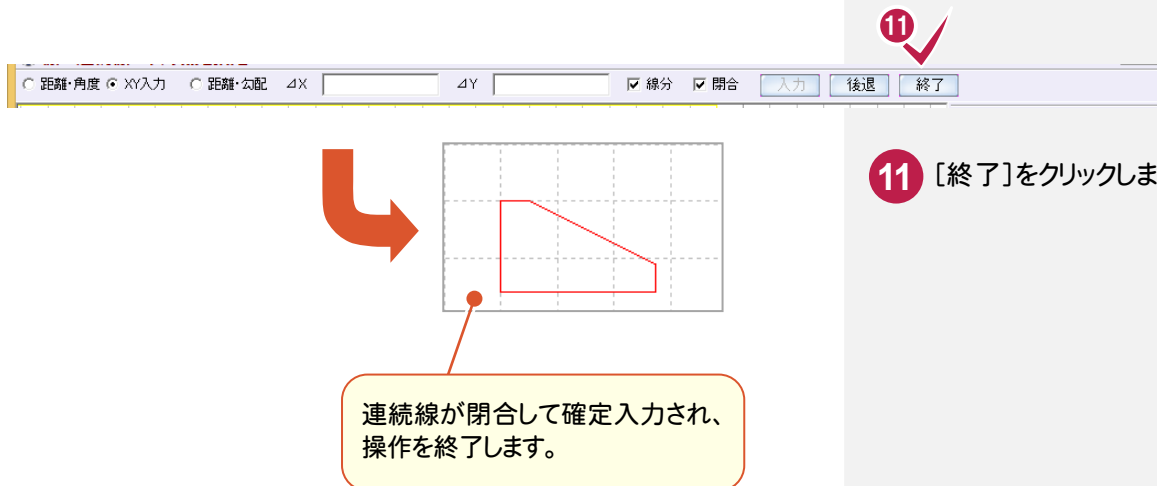 11
距離・角度 XY入力 距離・勾配 ⊿X ⊿Y 線分 閉合 入力 後退 終了
11 [終了]をクリックしま
連続線が閉合して確定入力され、
操作を終了します。